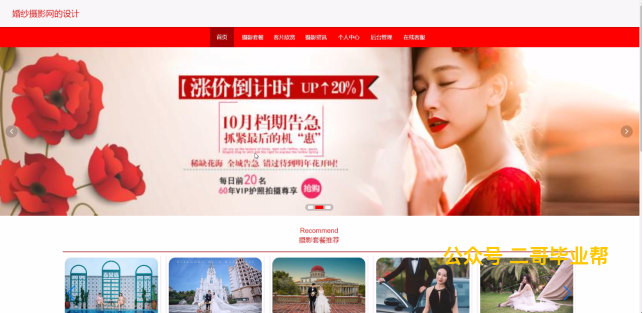 婚纱摄影网的设计
首页 摄影套餐 客片欣赏 摄影资讯 个人中心 后台管理 在线客服
【涨价倒计时 UP↑20%】
10月档期告急
抓紧最后的机“惠”
稀缺花海 全城告急 错过待到明年花开时
每日前20名
60年VIP护照拍摄尊享 抢购
Recommend
摄影套餐推荐
公众号 二哥毕业帮